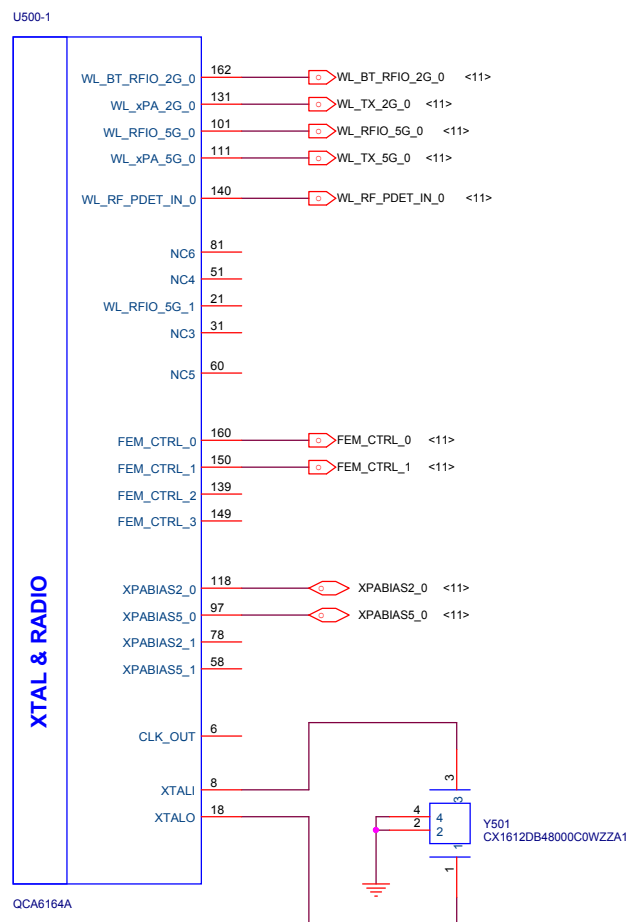 U500-1
WL_BT_RFIO_2G_0 162 WL_BT_RFIO_2G_0 <11>
WL_xPA_2G_0 131 WL_TX_2G_0 <11>
WL_RFIO_5G_0 101 WL_RFIO_5G_0 <11>
WL_xPA_5G_0 111 WL_TX_5G_0 <11>
WL_RF_PDET_IN_0 140 WL_RF_PDET_IN_0 <11>
NC6 81
NC4 51
WL_RFIO_5G_1 21
NC3 31
NC5 60
FEM_CTRL_0 160 FEM_CTRL_0 <11>
FEM_CTRL_1 150 FEM_CTRL_1 <11>
FEM_CTRL_2 139
FEM_CTRL_3 149
XTAL & RADIO
XPABIAS2_0 118 XPABIAS2_0 <11>
XPABIAS5_0 97 XPABIAS5_0 <11>
XPABIAS2_1 78
XPABIAS5_1 58
CLK_OUT 6
XTALI 8
XTALO 18
3
3
4 4
2 2
1
1
Y501
CX1612DB48000C0WZZA1
QCA6164A